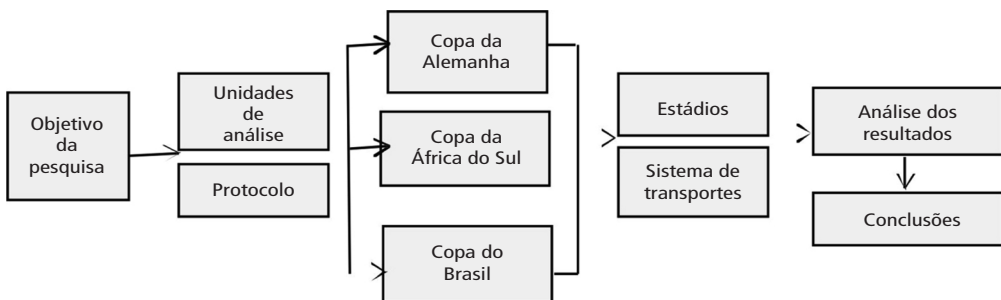 Objetivo
da
pesquisa
Unidades
de
análise
Protocolo
Copa da
Alemanha
Copa da
África do Sul
Copa do
Brasil
Estádios
Sistema de
transportes
Análise dos
resultados
Conclusões